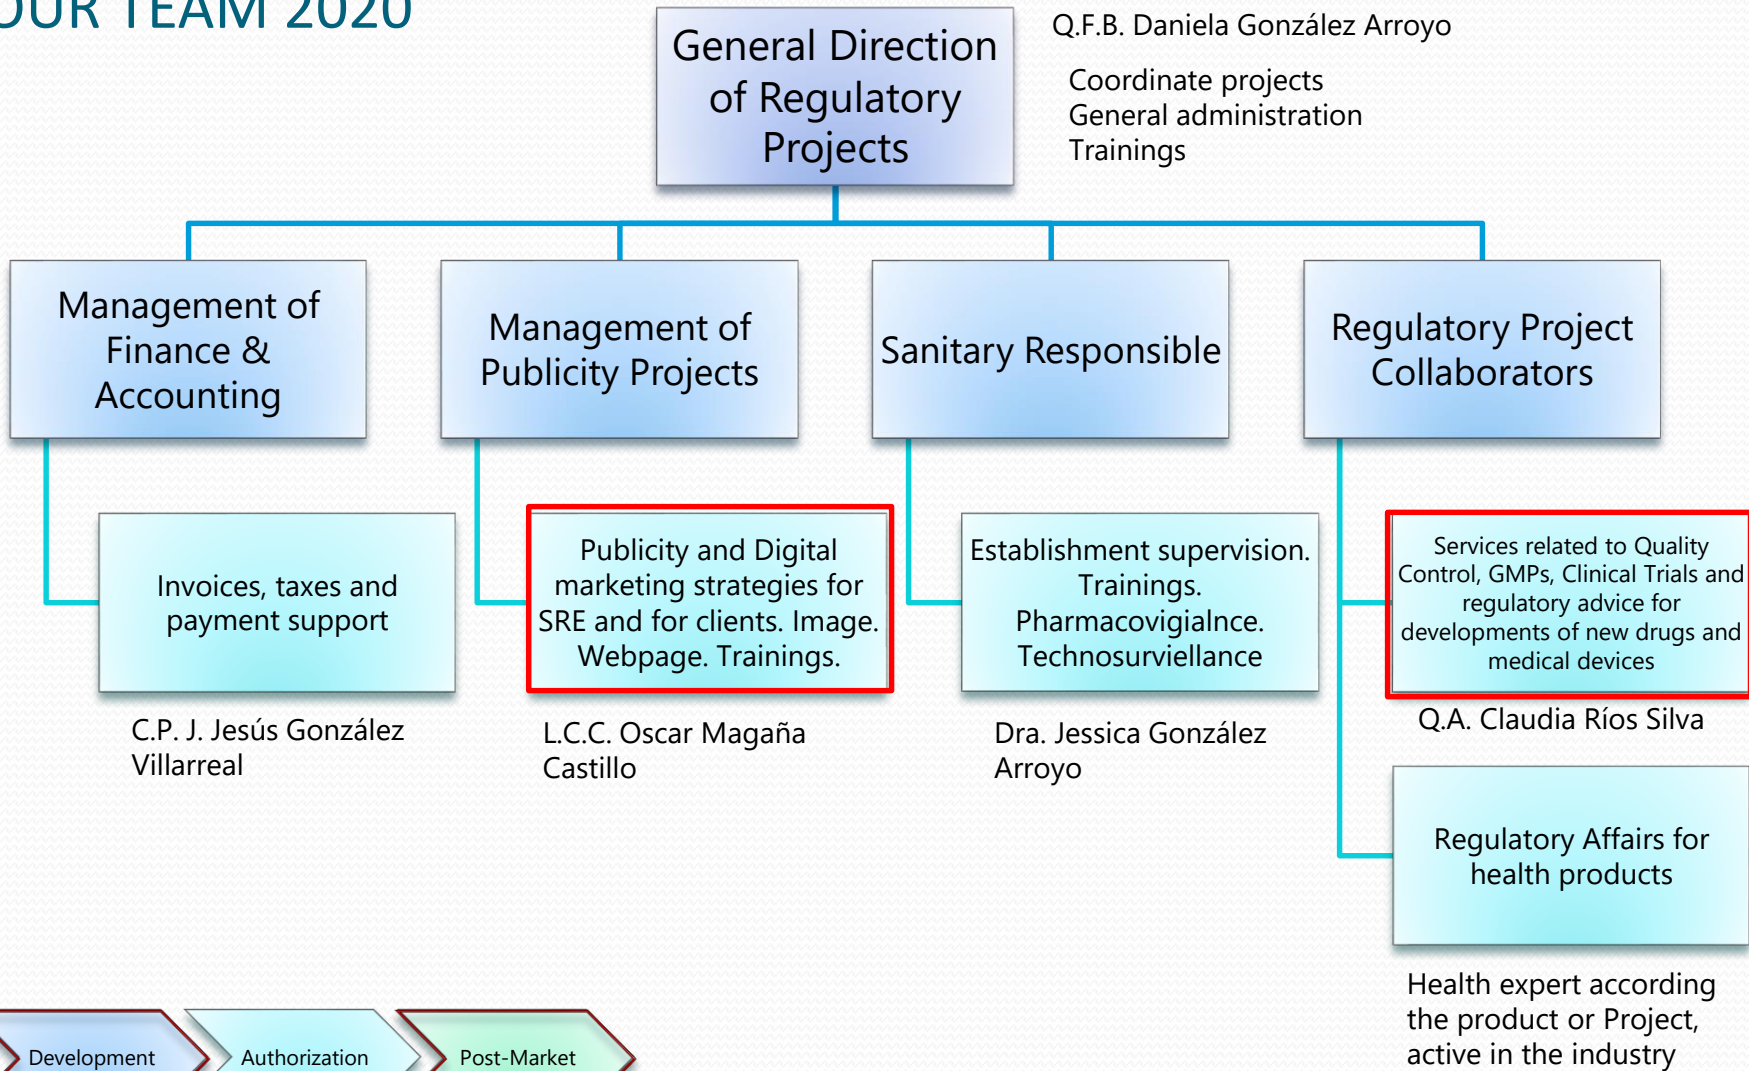 OUR TEAM 2020
General Direction
of Regulatory
Projects
Q.F.B. Daniela González Arroyo
Coordinate projects
General administration
Trainings
Management of
Finance &
Accounting
Management of
Publicity Projects
Sanitary Responsible
Regulatory Project
Collaborators
Invoices, taxes and
payment support
Publicity and Digital
marketing strategies for
SRE and for clients. Image.
Webpage. Trainings.
Establishment supervision.
Trainings.
Pharmacovigialnce.
Technosurviellance
Services related to Quality
Control, GMPs, Clinical Trials and
regulatory advice for
developments of new drugs and
medical devices
C.P. J. Jesús González
Villarreal
L.C.C. Oscar Magaña
Castillo
Dra. Jessica González
Arroyo
Q.A. Claudia Ríos Silva
Regulatory Affairs for
health products
Health expert according
the product or Project,
active in the industry
Development
Authorization
Post-Market